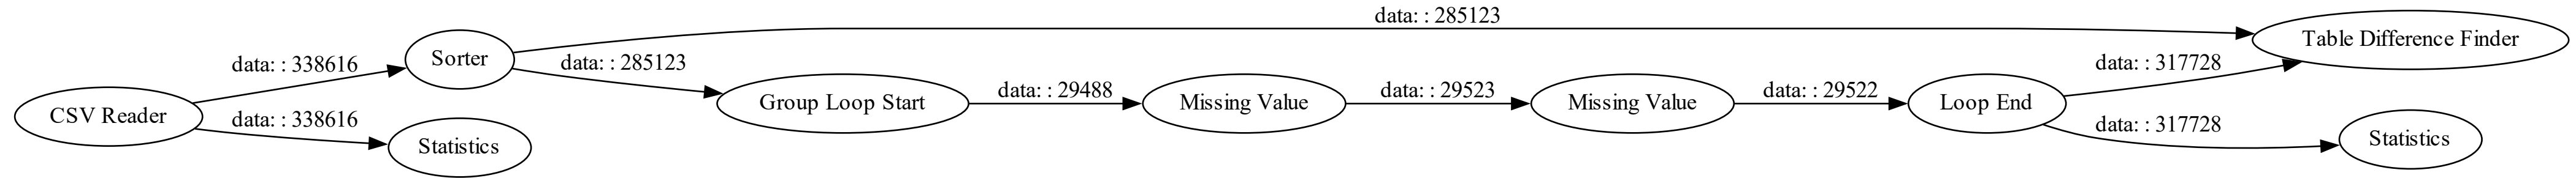 CSV Reader
data: : 338616
data: : 338616
Sorter
Statistics
data: : 285123
data: : 285123
Group Loop Start
data: : 29488
Missing Value
data: : 29523
Missing Value
data: : 29522
Loop End
data: : 317728
data: : 317728
Table Difference Finder
Statistics